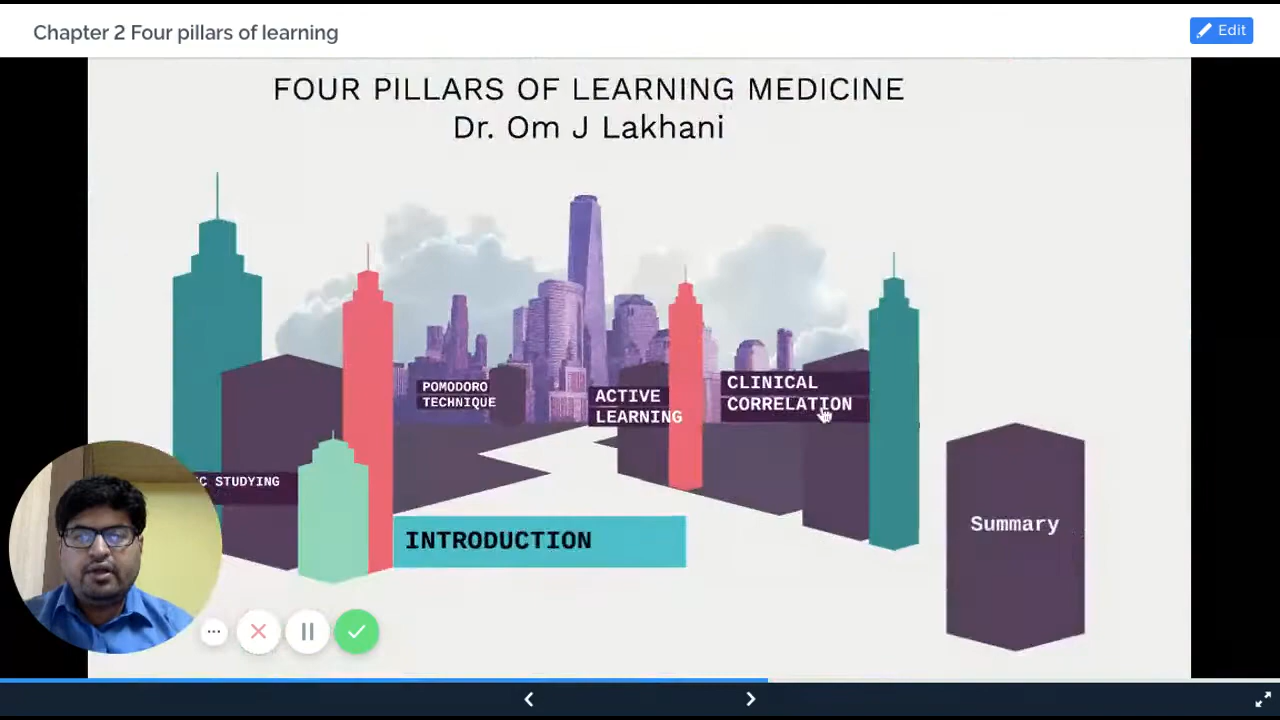 Chapter 2 Four pillars of learning
Edit
FOUR PILLARS OF LEARNING MEDICINE
Dr. Om J Lakhani
POMODORO
TECHNIQUE
ACTIVE
LEARNING
CLINICAL
CORRELATION
STUDYING
INTRODUCTION
Summary